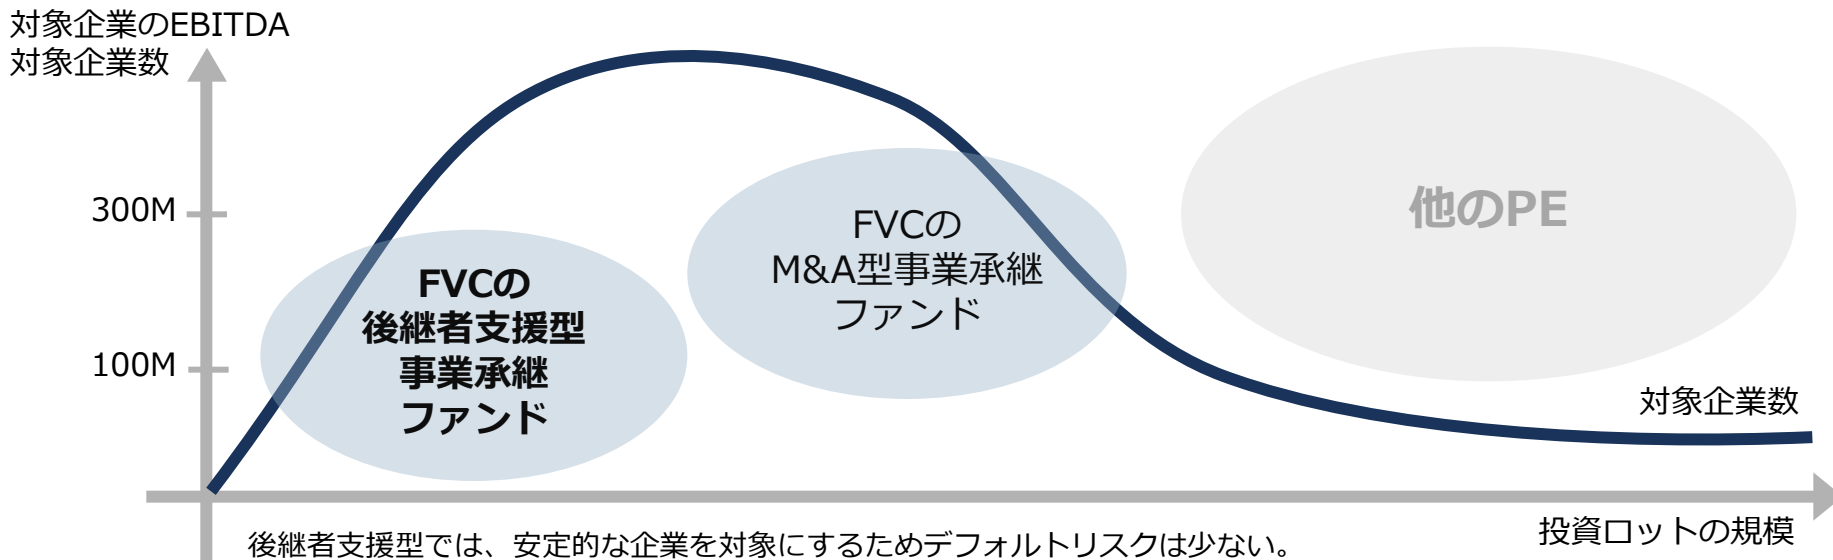 対象企業のEBITDA
対象企業数
300M
100M
FVCの
後継者支援型
事業承継
ファンド
FVCの
M&A型事業承継
ファンド
他のPE
対象企業数
投資ロットの規模
後継者支援型では、安定的な企業を対象にするためデフォルトリスクは少ない。